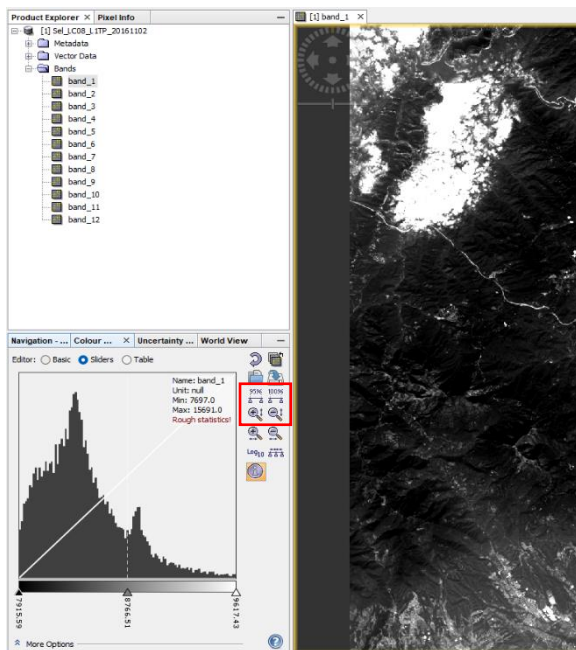 Product Explorer × Pixel Info
[1] Sel_LC08_L1TP_20161102
Metadata
Vector Data
Bands
band_1
band_2
band_3
band_4
band_5
band_6
band_7
band_8
band_9
band_10
band_11
band_12
[1] band_1 ×
Navigation - ... Colour ... × Uncertainty ... World View
Editor: Basic Sliders Table
Name: band_1
Unit: null
Min: 7697.0
Max: 15691.0
Rough statistics!
95% 100%
Log10
7915.59
8766.51
9617.43
More Options